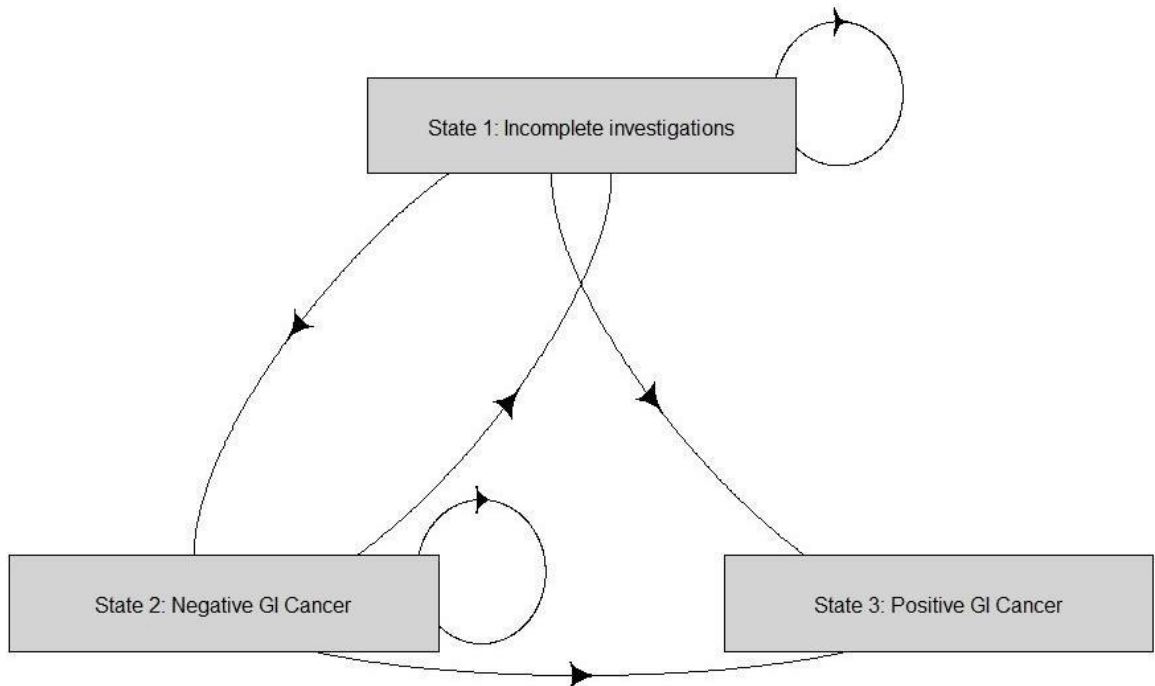 State 1: Incomplete investigations
State 2: Negative GI Cancer
State 3: Positive GI Cancer